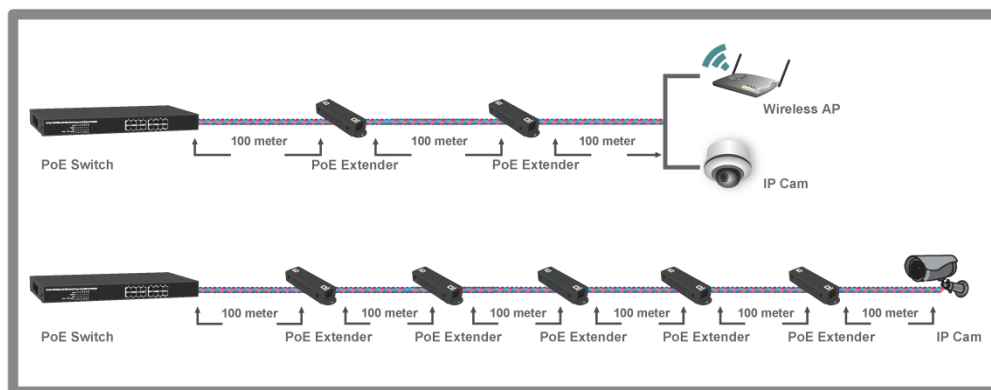 Wireless AP
100 meter 100 meter 100 meter
PoE Switch PoE Extender PoE Extender
IP Cam
100 meter 100 meter 100 meter 100 meter 100 meter 100 meter
PoE Switch PoE Extender PoE Extender PoE Extender PoE Extender PoE Extender IP Cam